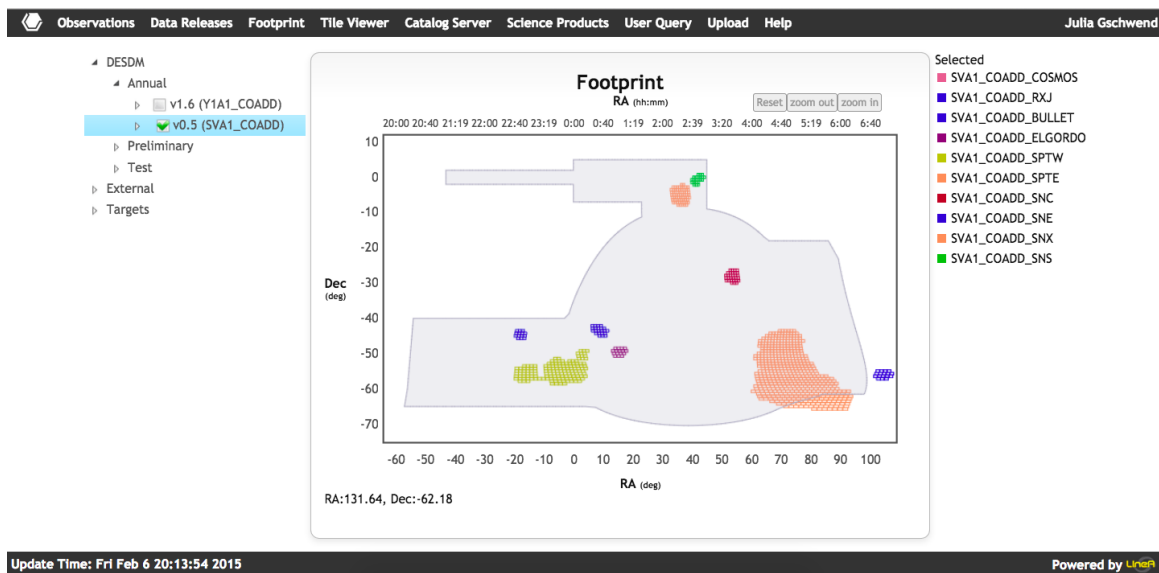 Observations Data Releases Footprint Tile Viewer Catalog Server Science Products User Query Upload Help Julia Gschwend
DESDM
Annual
v1.6 (Y1A1_COADD)
v0.5 (SVA1_COADD)
Preliminary
Test
External
Targets
Footprint
RA (hh:mm)
Reset zoom out zoom in
20:00 20:40 21:19 22:00 22:40 23:19 0:00 0:40 1:19 2:00 2:39 3:20 4:00 4:40 5:19 6:00 6:40
10
0
-10
-20
Dec
(deg)
-30
-40
-50
-60
-70
-60 -50 -40 -30 -20 -10 0 10 20 30 40 50 60 70 80 90 100
RA (deg)
RA:131.64, Dec:-62.18
Selected
SVA1_COADD_COSMOS
SVA1_COADD_RXJ
SVA1_COADD_BULLET
SVA1_COADD_ELGORDO
SVA1_COADD_SPTW
SVA1_COADD_SPTE
SVA1_COADD_SNC
SVA1_COADD_SNE
SVA1_COADD_SNX
SVA1_COADD_SNS
Update Time: Fri Feb 6 20:13:54 2015 Powered by LIneA